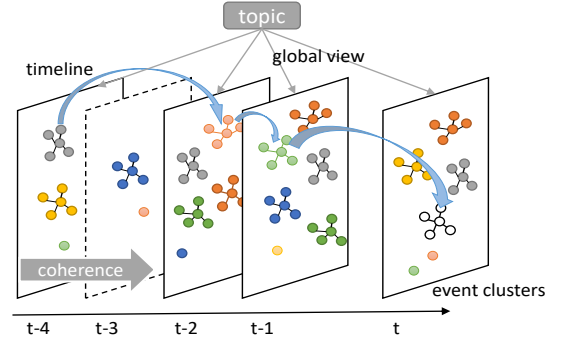 topic
global view
timeline
coherence
event clusters
t-4
t-3
t-2
t-1
t